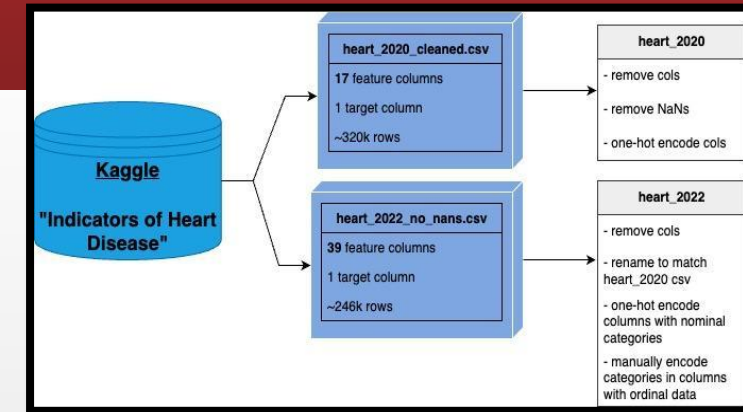 Kaggle
"Indicators of Heart
Disease"
heart_2020_cleaned.csv
17 feature columns
1 target column
~320k rows
heart_2020
- remove cols
- remove NaNs
- one-hot encode cols
heart_2022_no_nans.csv
39 feature columns
1 target column
~246k rows
heart_2022
- remove cols
- rename to match
heart_2020 csv
- one-hot encode
columns with nominal
categories
- manually encode
categories in columns
with ordinal data